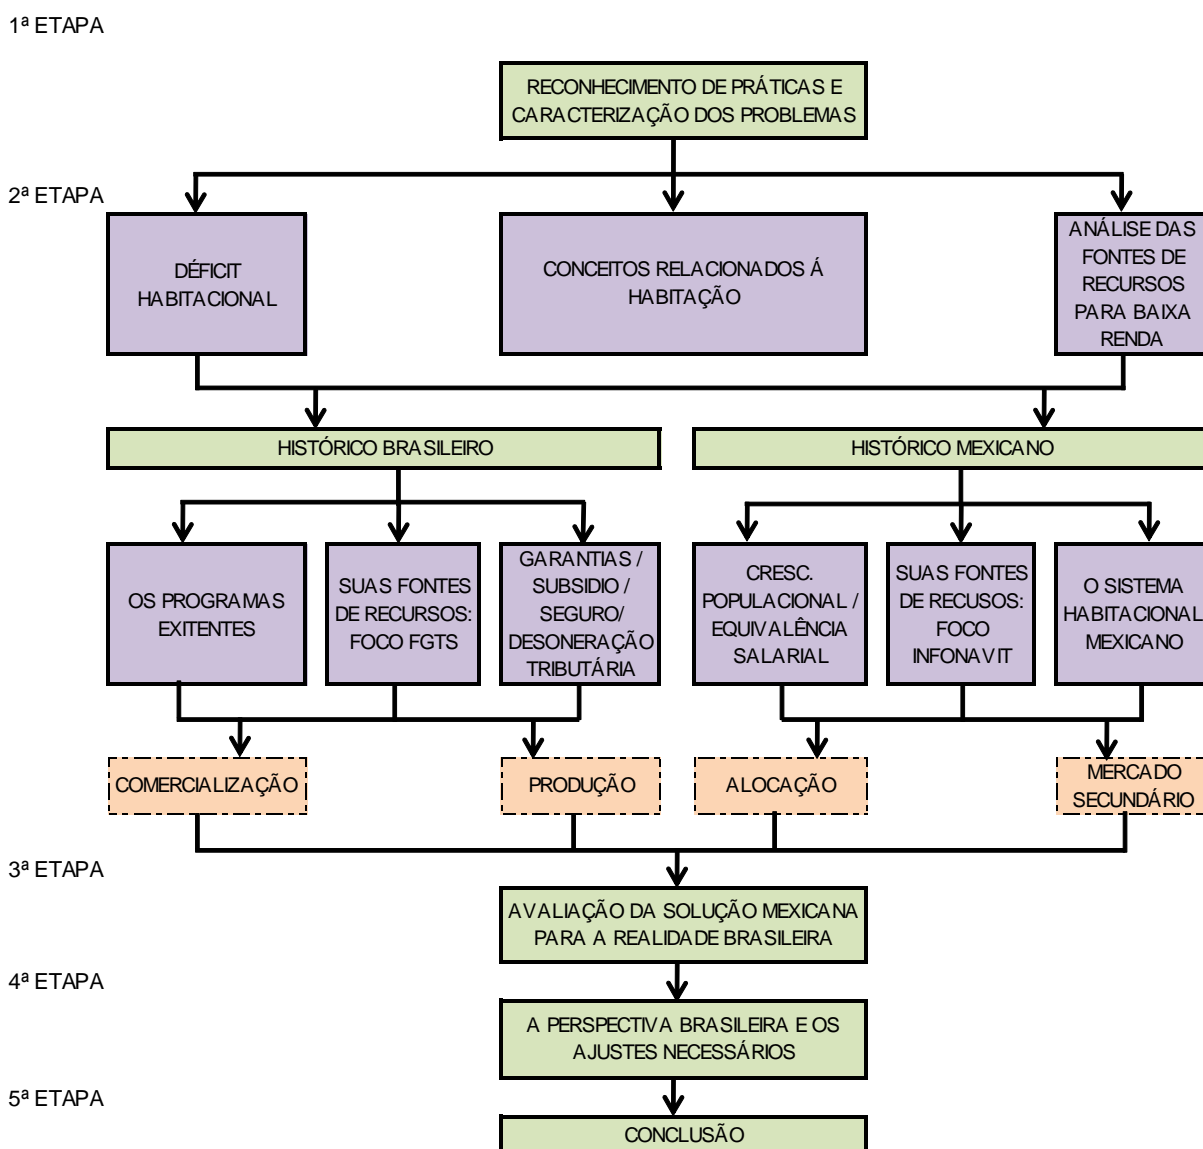 1ª ETAPA
RECONHECIMENTO DE PRÁTICAS E
CARACTERIZAÇÃO DOS PROBLEMAS
2ª ETAPA
DÉFICIT
HABITACIONAL
CONCEITOS RELACIONADOS Á
HABITAÇÃO
ANÁLISE DAS
FONTES DE
RECURSOS
PARA BAIXA
RENDA
HISTÓRICO BRASILEIRO
HISTÓRICO MEXICANO
OS PROGRAMAS
EXITENTES
SUAS FONTES
DE RECURSOS:
FOCO FGTS
GARANTIAS /
SUBSIDIO /
SEGURO/
DESONERAÇÃO
TRIBUTÁRIA
CRESC.
POPULACIONAL /
EQUIVALÊNCIA
SALARIAL
SUAS FONTES
DE RECUSOS:
FOCO
INFONAVIT
O SISTEMA
HABITACIONAL
MEXICANO
COMERCIALIZAÇÃO
PRODUÇÃO
ALOCAÇÃO
MERCADO
SECUNDÁRIO
3ª ETAPA
AVALIAÇÃO DA SOLUÇÃO MEXICANA
PARA A REALIDADE BRASILEIRA
4ª ETAPA
A PERSPECTIVA BRASILEIRA E OS
AJUSTES NECESSÁRIOS
5ª ETAPA
CONCLUSÃO